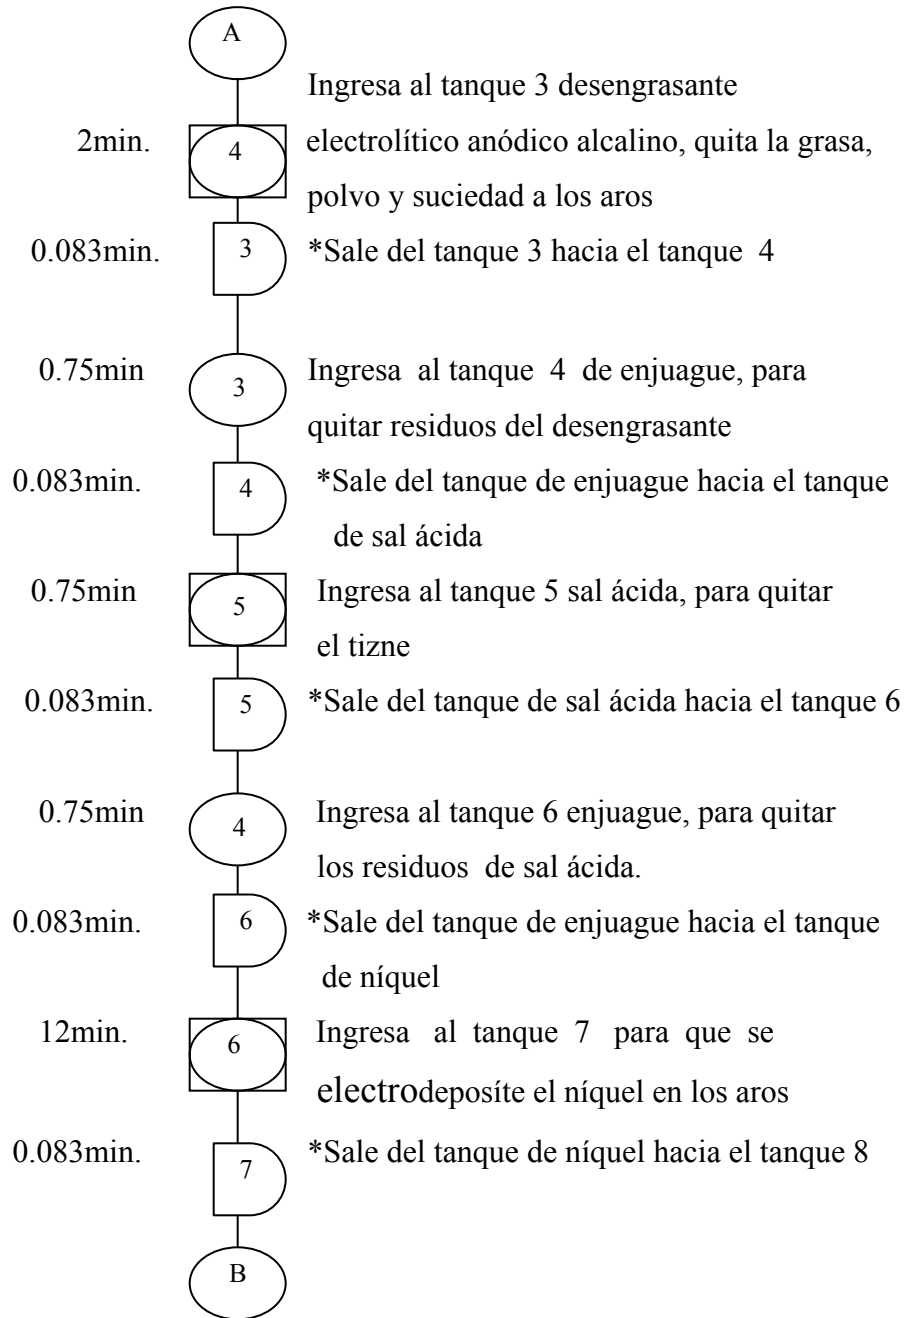 A
Ingresa al tanque 3 desengrasante
2min. 4 electrolítico anódico alcalino, quita la grasa,
polvo y suciedad a los aros
0.083min. 3 *Sale del tanque 3 hacia el tanque 4
0.75min 3 Ingresa al tanque 4 de enjuague, para
quitar residuos del desengrasante
0.083min. 4 *Sale del tanque de enjuague hacia el tanque
de sal ácida
0.75min 5 Ingresa al tanque 5 sal ácida, para quitar
el tizne
0.083min. 5 *Sale del tanque de sal ácida hacia el tanque 6
0.75min 4 Ingresa al tanque 6 enjuague, para quitar
los residuos de sal ácida.
0.083min. 6 *Sale del tanque de enjuague hacia el tanque
de níquel
12min. 6 Ingresa al tanque 7 para que se
electrodeposíte el níquel en los aros
0.083min. 7 *Sale del tanque de níquel hacia el tanque 8
B